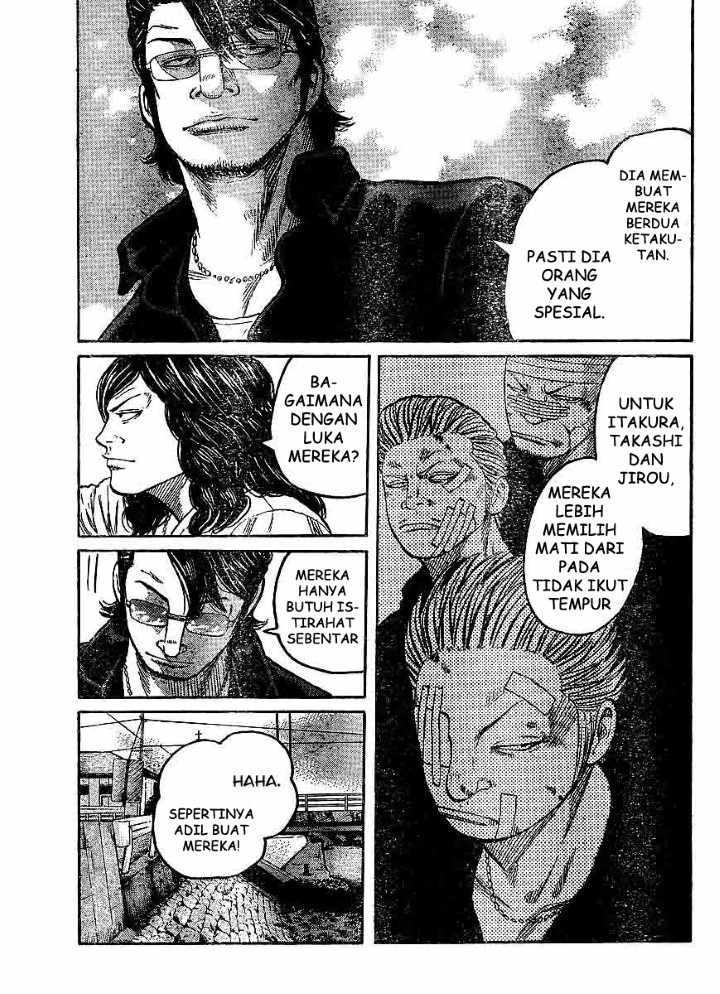 DIA MEM-
BUAT
MEREKA
BERDUA
KETAKU-
TAN.
PASTI DIA
ORANG
YANG
SPESIAL.
UNTUK
ITAKURA,
TAKASHI
DAN
JIROU,
MEREKA
LEBIH
MEMILIH
MATI DARI
PADA
TIDAK IKUT
TEMPUR
BA-
GAIMANA
DENGAN
LUKA
MEREKA?
MEREKA
HANYA
BUTUH IS-
TIRAHAT
SEBENTAR
HAHA.
SEPERTINYA
ADIL BUAT
MEREKA!